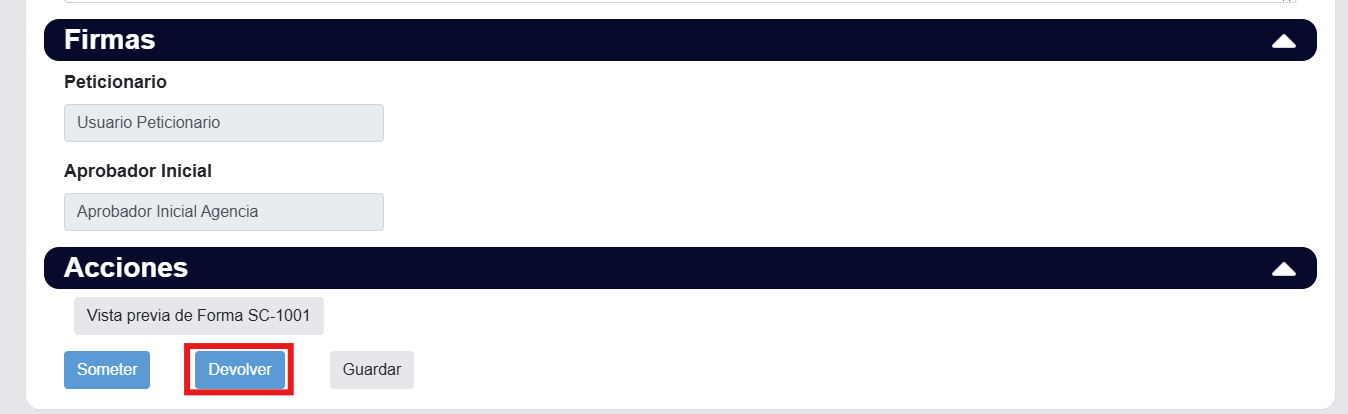 Firmas
Peticionario
Usuario Peticionario
Aprobador Inicial
Aprobador Inicial Agencia
Acciones
Vista previa de Forma SC-1001
Someter Devolver Guardar